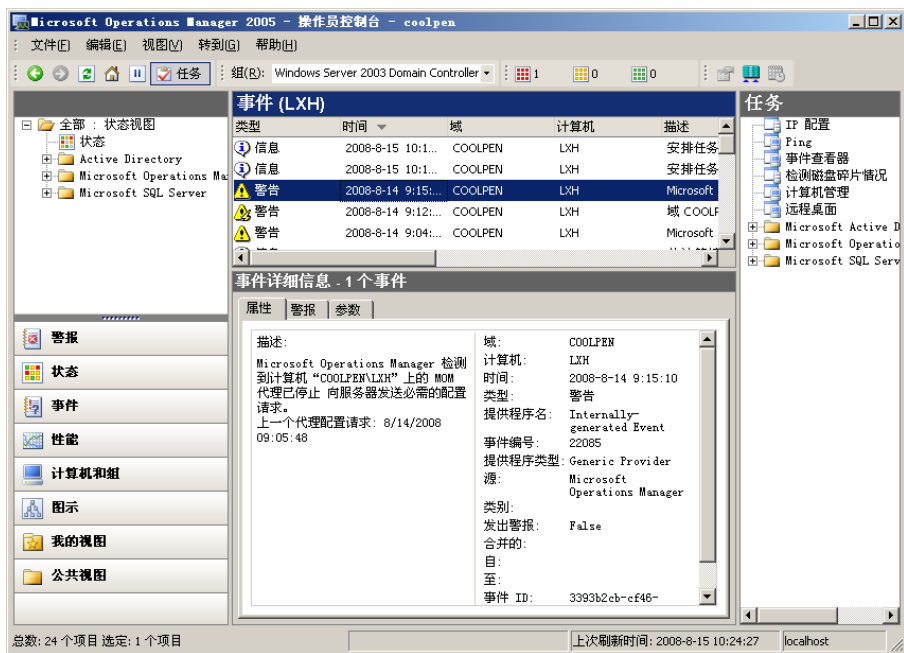 Microsoft Operations Manager 2005 - 操作员控制台 - coolpen
文件(F) 编辑(E) 视图(V) 转到(G) 帮助(H)
任务 组(R): Windows Server 2003 Domain Controller 1 0 0
全部 : 状态视图
状态
Active Directory
Microsoft Operations Ma
Microsoft SQL Server
警报
状态
事件
性能
计算机和组
图示
我的视图
公共视图
事件 (LXH)
类型 时间 域 计算机 描述
信息 2008-8-15 10:1... COOLPEN LXH 安排任务
信息 2008-8-15 10:1... COOLPEN LXH 安排任务
警告 2008-8-14 9:15:... COOLPEN LXH Microsoft
警告 2008-8-14 9:12:... COOLPEN LXH 域 COOLP
警告 2008-8-14 9:04:... COOLPEN LXH Microsoft
事件详细信息 - 1 个事件
属性 警报 参数
描述:
Microsoft Operations Manager 检测
到计算机 “COOLPEN\LXH” 上的 MOM
代理已停止 向服务器发送必需的配置
请求。
上一个代理配置请求: 8/14/2008
09:05:48
域: COOLPEN
计算机: LXH
时间: 2008-8-14 9:15:10
类型: 警告
提供程序名: Internally-
generated Event
事件编号: 22085
提供程序类型: Generic Provider
源: Microsoft
Operations Manager
类别:
发出警报: False
合并的:
自:
至:
事件 ID: 3393b2cb-cf46-
任务
IP 配置
Ping
事件查看器
检测磁盘碎片情况
计算机管理
远程桌面
Microsoft Active D
Microsoft Operatio
Microsoft SQL Serv
总数: 24 个项目 选定: 1 个项目 上次刷新时间: 2008-8-15 10:24:27 localhost